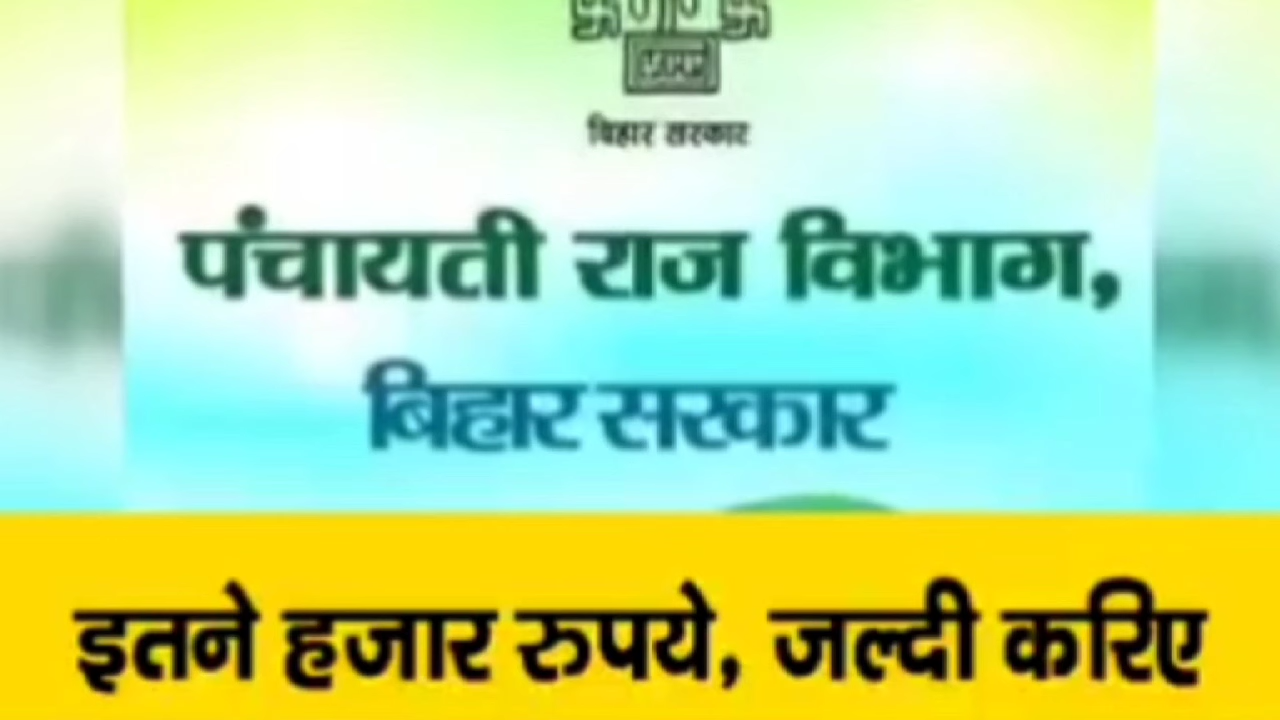 बिहार सरकार
पंचायती राज विभाग,
बिहार सरकार
इतने हजार रुपये, जल्दी करिए